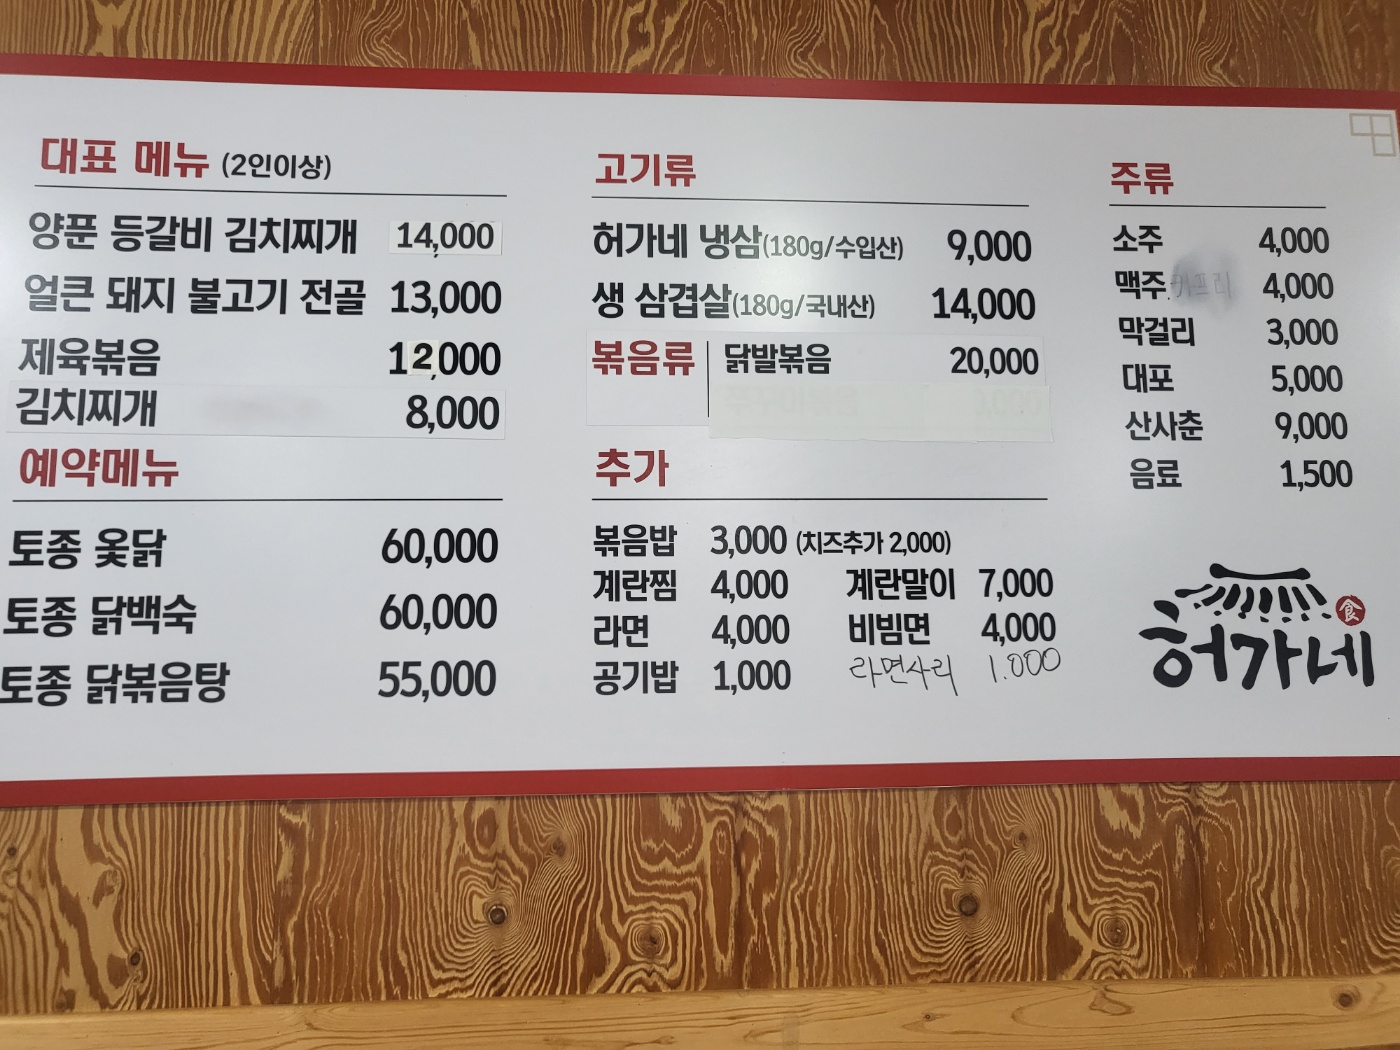 대표 메뉴 (2인이상)
양푼 등갈비 김치찌개 14,000
얼큰 돼지 불고기 전골 13,000
제육볶음 12,000
김치찌개 8,000
예약메뉴
토종 옻닭 60,000
토종 닭백숙 60,000
토종 닭볶음탕 55,000
고기류
허가네 냉삼(180g/수입산) 9,000
생 삼겹살(180g/국내산) 14,000
볶음류 닭발볶음 20,000
추가
볶음밥 3,000 (치즈추가 2,000)
계란찜 4,000 계란말이 7,000
라면 4,000 비빔면 4,000
공기밥 1,000 라면사리 1.000
주류
소주 4,000
맥주 4,000
막걸리 3,000
대포 5,000
산사춘 9,000
음료 1,500
食
허가네